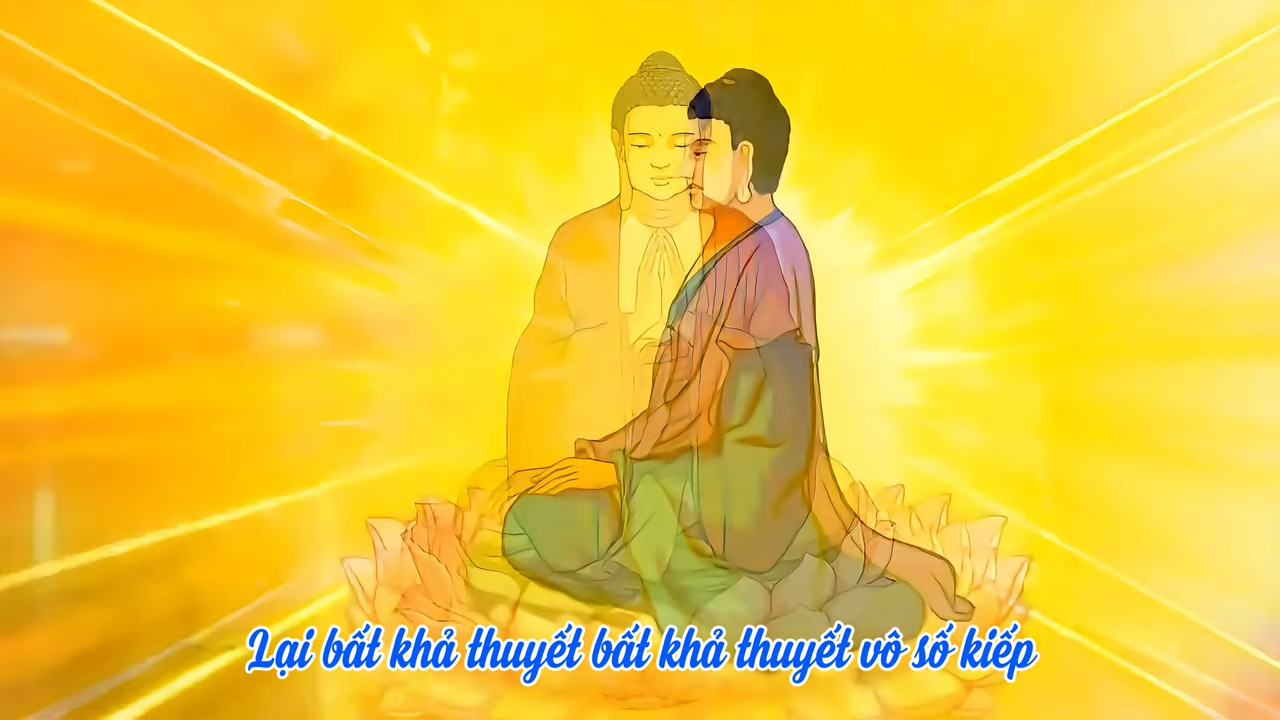 Lại bất khả thuyết bất khả thuyết vô số kiếp